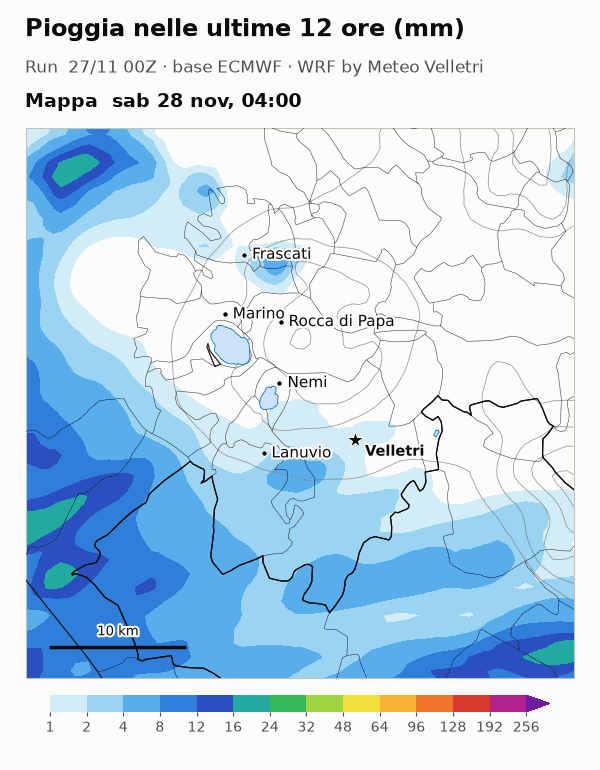 Pioggia nelle ultime 12 ore (mm)
Run  27/11 00Z · base ECMWF · WRF by Meteo Velletri
Mappa  sab 28 nov, 04:00
Frascati
Marino
Rocca di Papa
Nemi
Velletri
Lanuvio
10 km
1 2 4 8 12 16 24 32 48 64 96 128 192 256